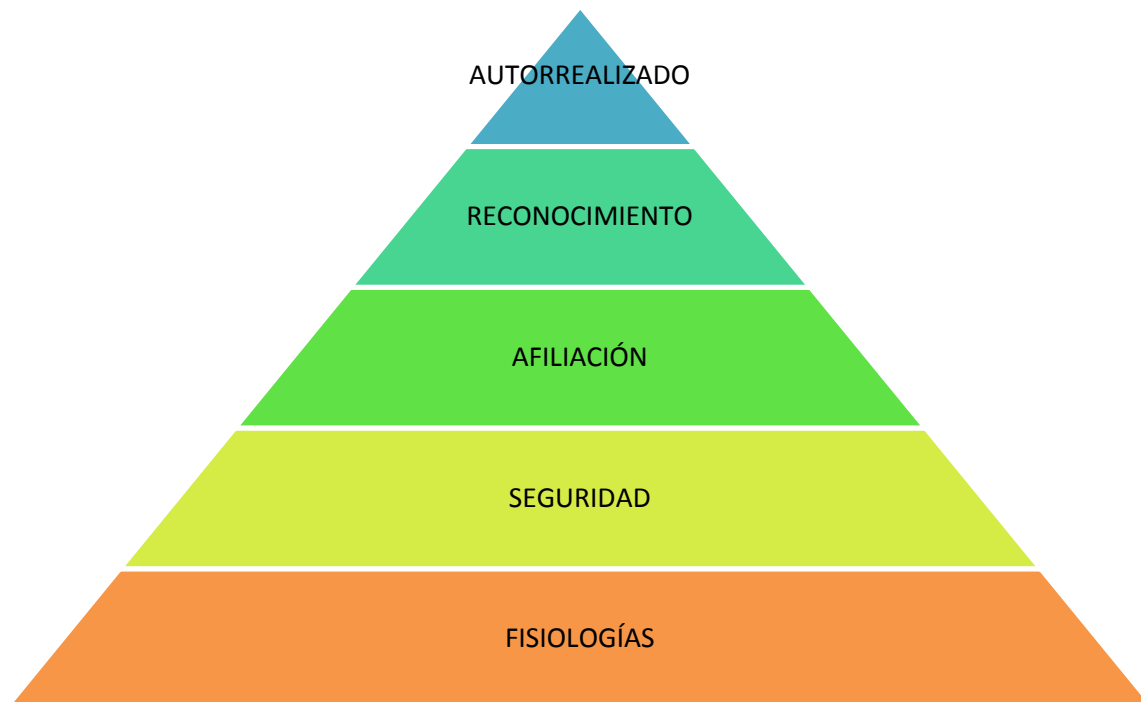 AUTORREALIZADO
RECONOCIMIENTO
AFILIACIÓN
SEGURIDAD
FISIOLOGÍAS